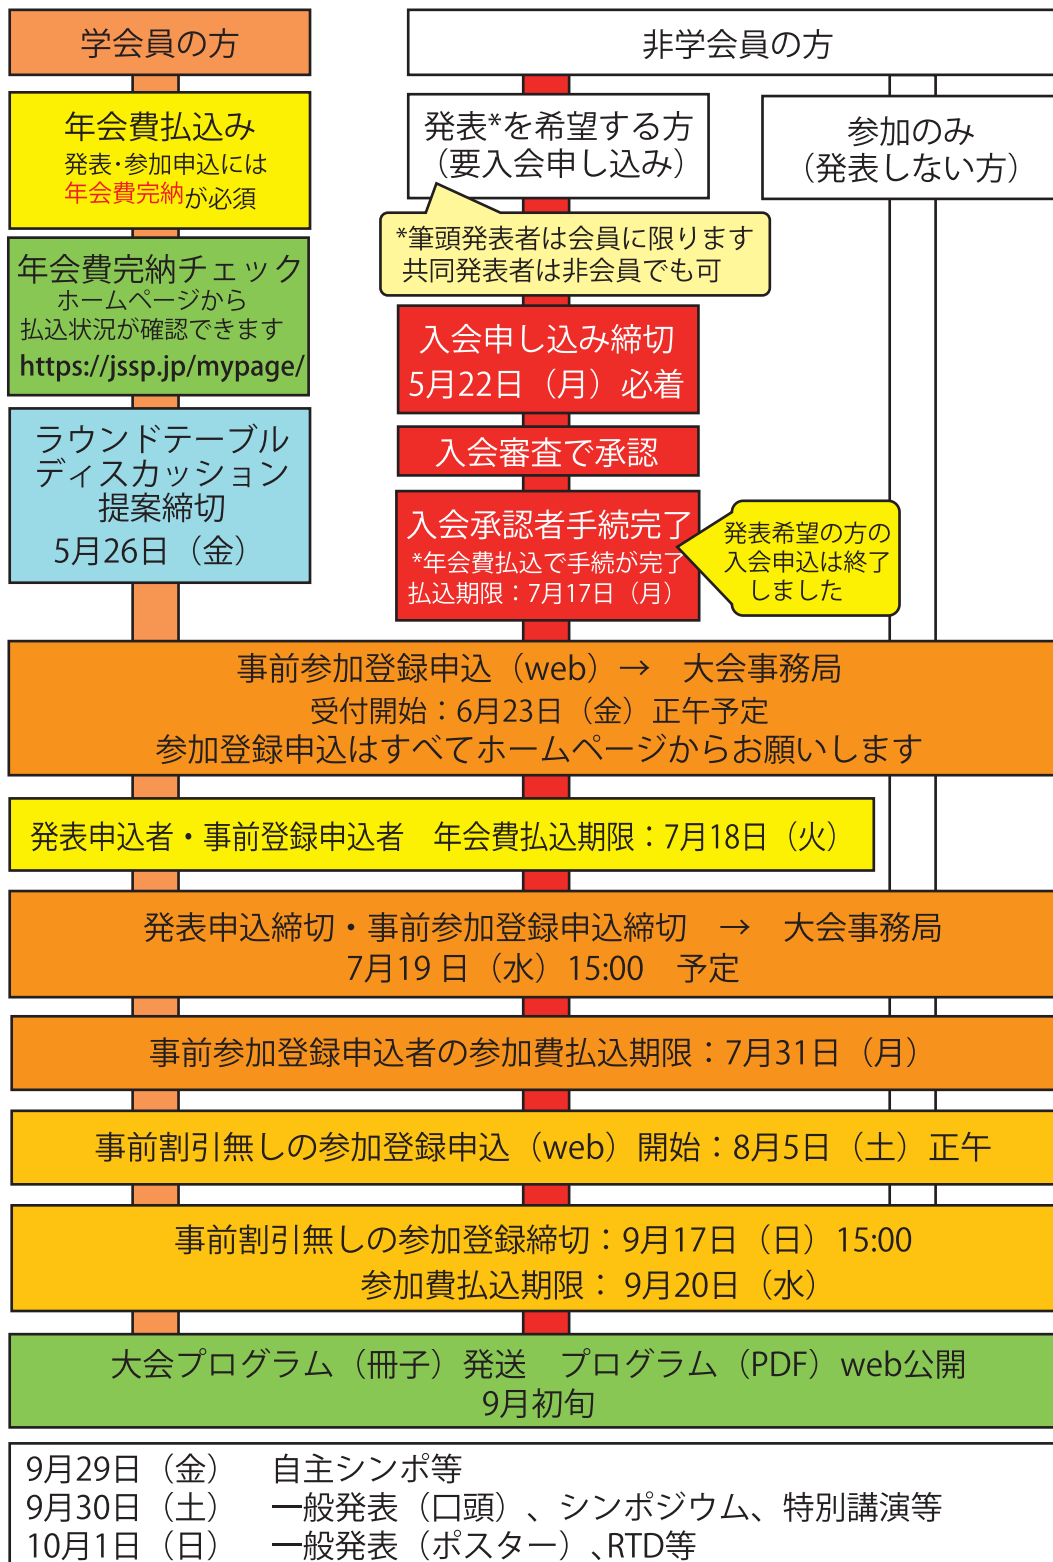 学会員の方
年会費払込み
発表･参加申込には
年会費完納が必須
年会費完納チェック
ホームページから
払込状況が確認できます
https://jssp.jp/mypage/
ラウンドテーブル
ディスカッション
提案締切
5月26日（金）
非学会員の方
発表*を希望する方
（要入会申し込み）
*筆頭発表者は会員に限ります
共同発表者は非会員でも可
入会申し込み締切
5月22日（月）必着
入会審査で承認
入会承認者手続完了
*年会費払込で手続が完了
払込期限：7月17日（月）
発表希望の方の
入会申込は終了
しました
参加のみ
（発表しない方）
事前参加登録申込（web）→　大会事務局
受付開始：6月23日（金）正午予定
参加登録申込はすべてホームページからお願いします
発表申込者・事前登録申込者　年会費払込期限：7月18日（火）
発表申込締切・事前参加登録申込締切　→　大会事務局
7月19 日（水）15:00　予定
事前参加登録申込者の参加費払込期限：7月31日（月）
事前割引無しの参加登録申込（web）開始：8月5日（土）正午
事前割引無しの参加登録締切：9月17日（日）15:00
参加費払込期限： 9月20日（水）
大会プログラム（冊子）発送　プログラム（PDF）web公開
9月初旬
9月29日（金）　自主シンポ等
9月30日（土）　一般発表（口頭）、シンポジウム、特別講演等
10月1日（日）　一般発表（ポスター）､RTD等